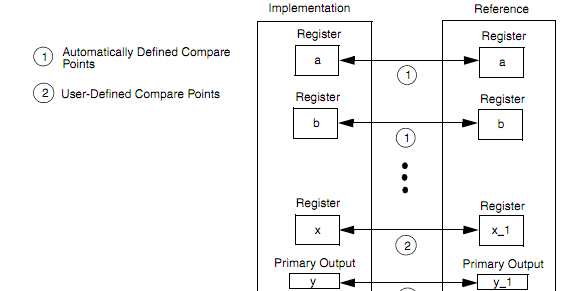 Implementation
Reference
1 Automatically Defined Compare
Points
2 User-Defined Compare Points
Register
Register
a
a
1
Register
Register
b
b
1
Register
Register
x
x_1
2
Primary Output
Primary Output
y
y_1